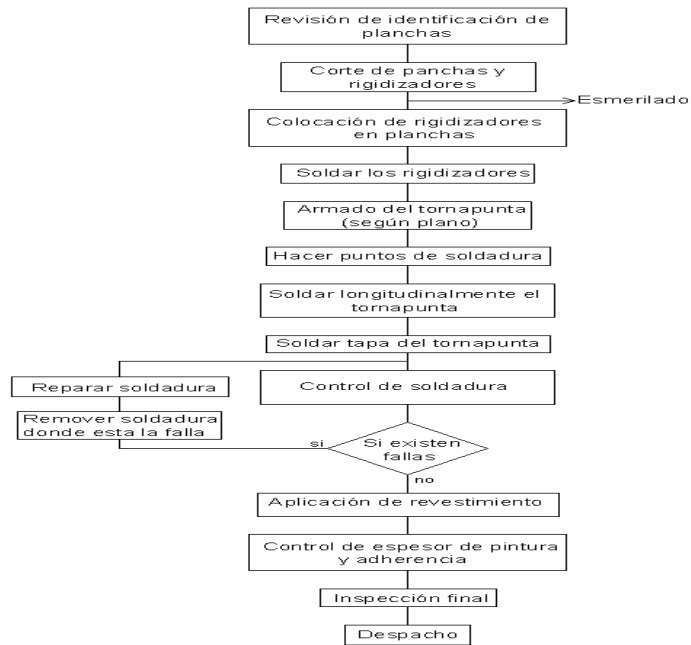 Revisión de identificación de
planchas
Corte de panchas y
rigidizadores
Esmerilado
Colocación de rigidizadores
en planchas
Soldar los rigidizadores
Armado del tornapunta
(según plano)
Hacer puntos de soldadura
Soldar longitudinalmente el
tornapunta
Soldar tapa del tornapunta
Reparar soldadura
Control de soldadura
Remover soldadura
donde esta la falla
si
Si existen
fallas
no
Aplicación de revestimiento
Control de espesor de pintura
y adherencia
Inspección final
Despacho